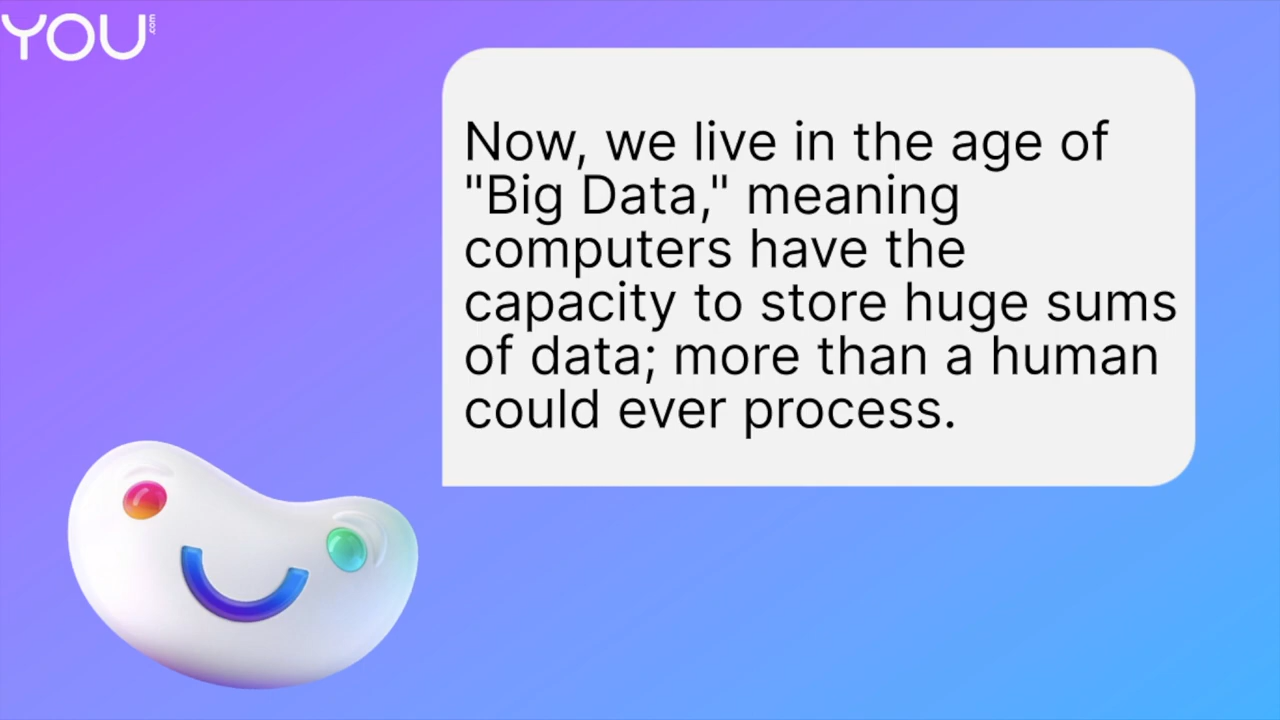 YOU.com
Now, we live in the age of
"Big Data," meaning
computers have the
capacity to store huge sums
of data; more than a human
could ever process.